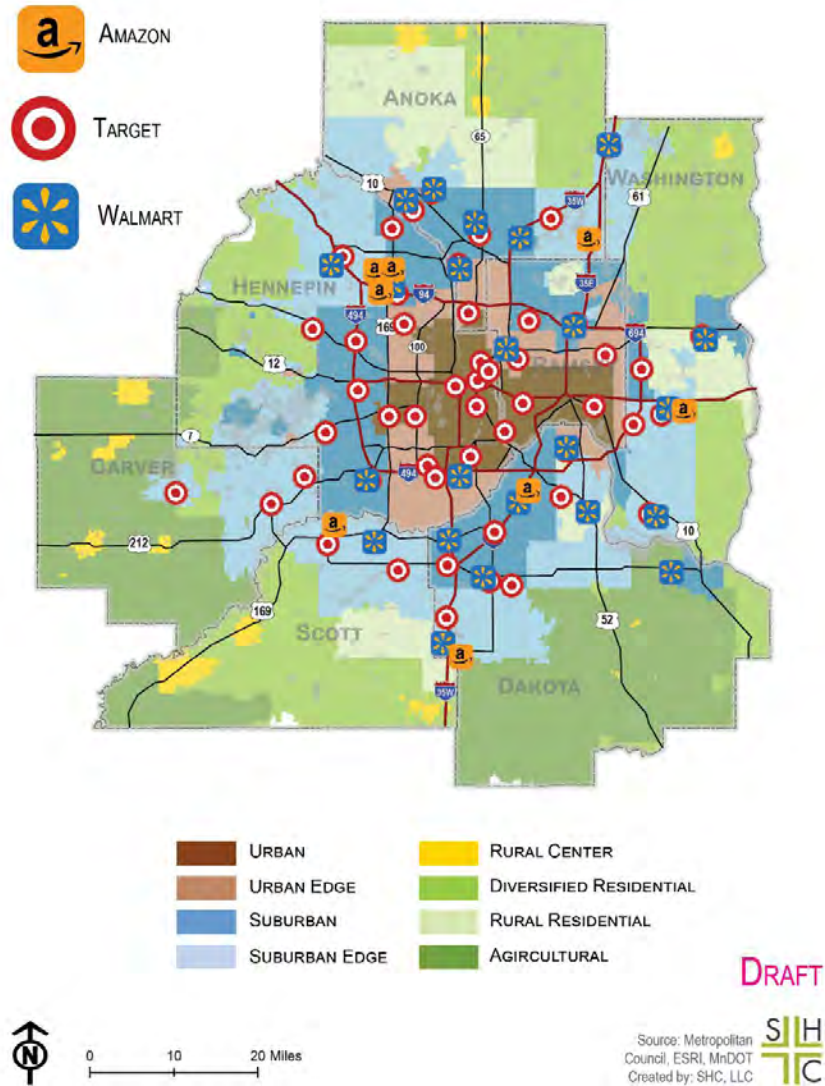 a AMAZON
TARGET
WALMART
ANOKA
65
WASHINGTON
10
35W
61
a
HENNEPIN
a a
a
94
35E
494
169
100
694
12
RAMSEY
a
7
CARVER
494
a
a
212
10
169
52
SCOTT
a
DAKOTA
35W
URBAN
URBAN EDGE
SUBURBAN
SUBURBAN EDGE
RURAL CENTER
DIVERSIFIED RESIDENTIAL
RURAL RESIDENTIAL
AGIRCULTURAL
DRAFT
N
0 10 20 Miles
Source: Metropolitan
Council, ESRI, MnDOT
Created by: SHC, LLC
S H
C